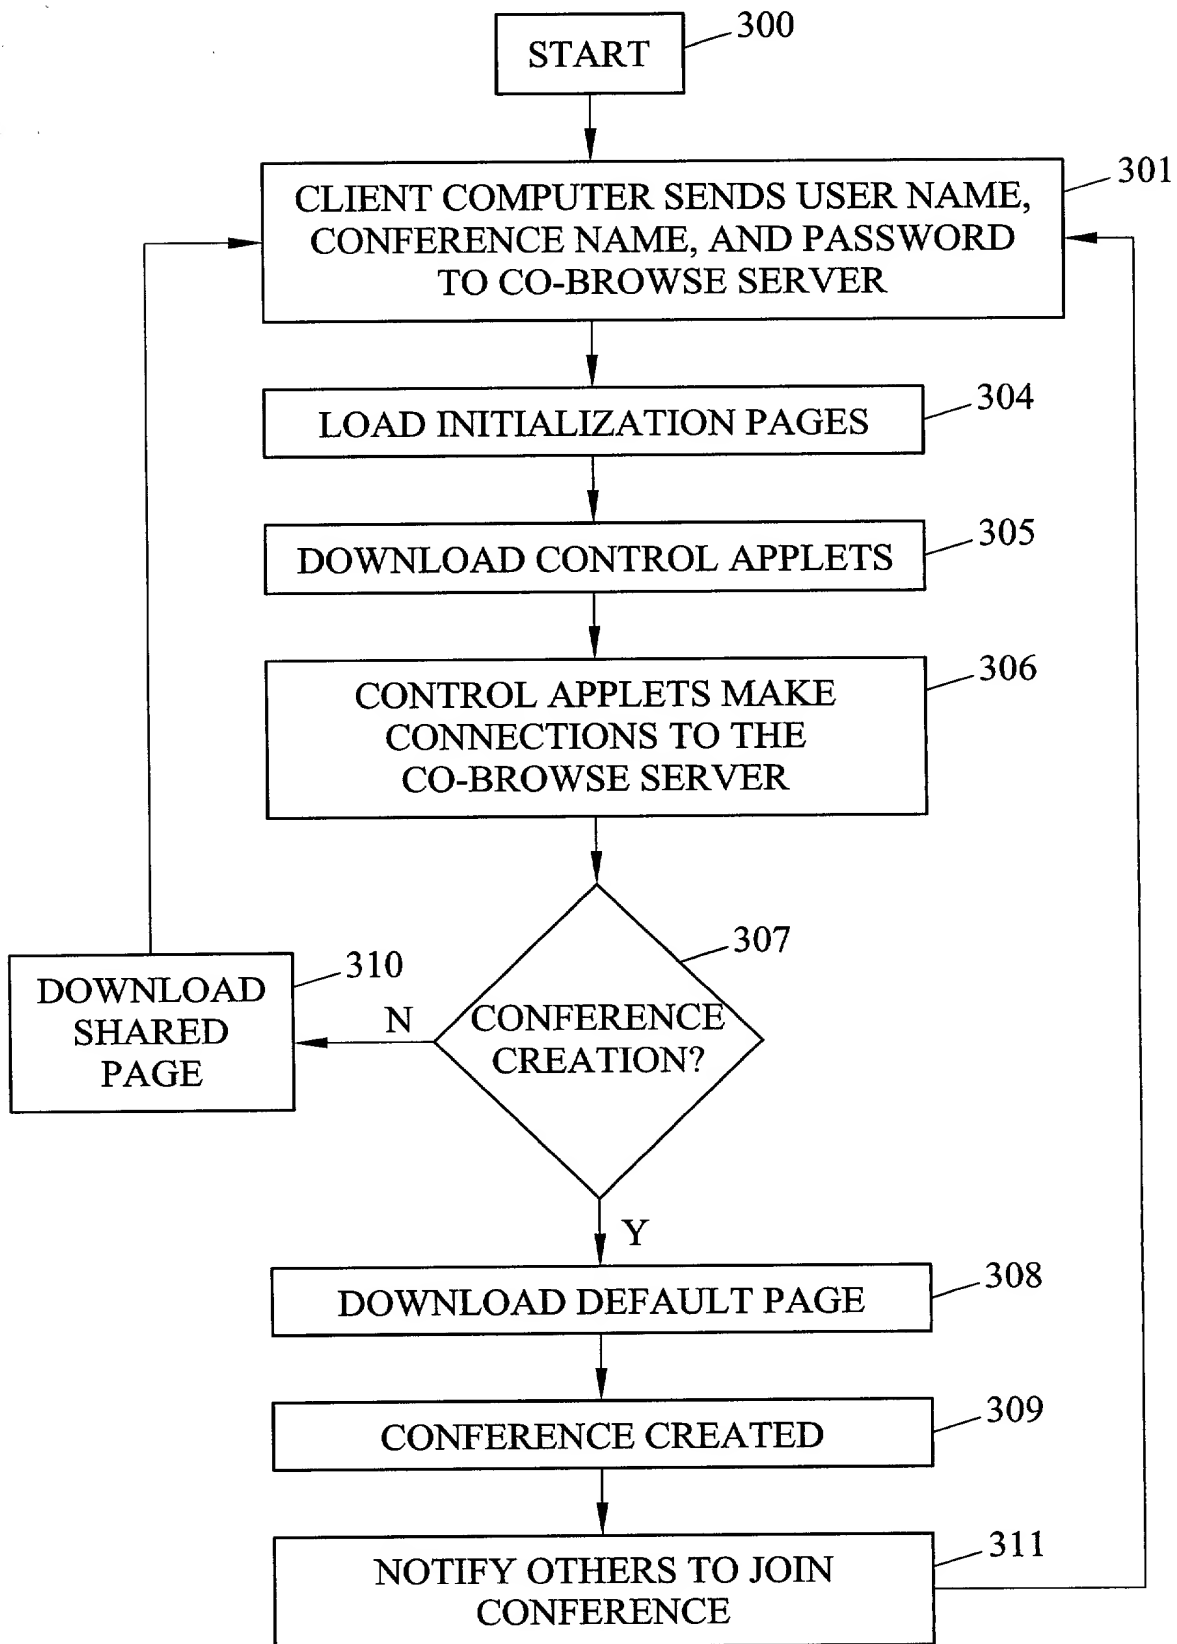 START
300
CLIENT COMPUTER SENDS USER NAME,
CONFERENCE NAME, AND PASSWORD
TO CO-BROWSE SERVER
301
LOAD INITIALIZATION PAGES
304
DOWNLOAD CONTROL APPLETS
305
CONTROL APPLETS MAKE
CONNECTIONS TO THE
CO-BROWSE SERVER
306
CONFERENCE
CREATION?
307
N
DOWNLOAD
SHARED
PAGE
310
Y
DOWNLOAD DEFAULT PAGE
308
CONFERENCE CREATED
309
NOTIFY OTHERS TO JOIN
CONFERENCE
311